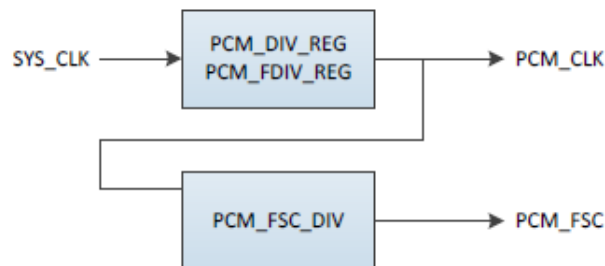 SYS_CLK
PCM_DIV_REG
PCM_FDIV_REG
PCM_CLK
PCM_FSC_DIV
PCM_FSC